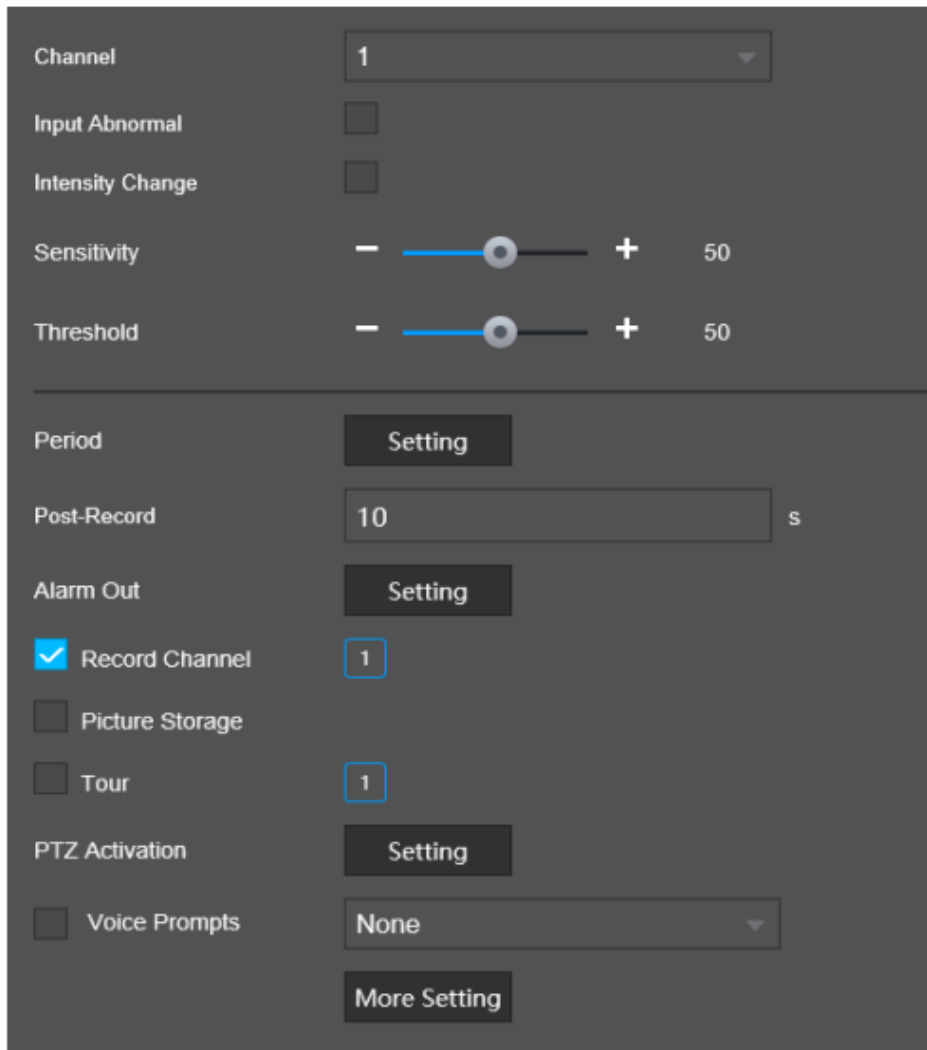 Channel 1
Input Abnormal
Intensity Change
Sensitivity − + 50
Threshold − + 50
Period Setting
Post-Record 10 s
Alarm Out Setting
Record Channel 1
Picture Storage
Tour 1
PTZ Activation Setting
Voice Prompts None
More Setting